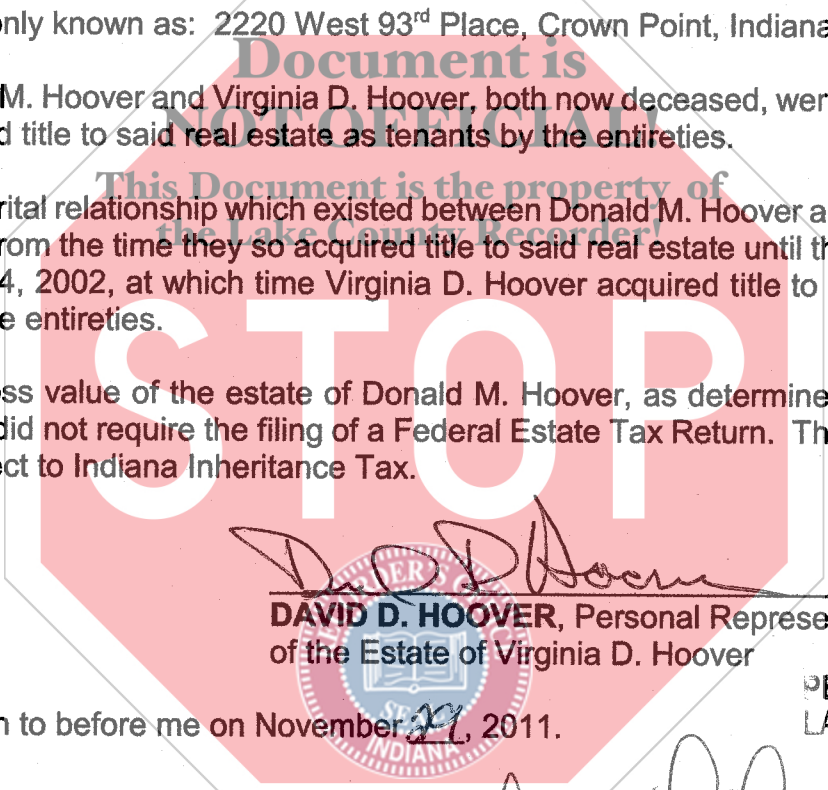 only known as: 2220 West 93rd Place, Crown Point, Indiana
Document is
M. Hoover and Virginia D. Hoover, both now deceased, wer
NOT OFFICIAL!
d title to said real estate as tenants by the entireties.
This Document is the property of
rital relationship which existed between Donald M. Hoover a
the Lake County Recorder!
rom the time they so acquired title to said real estate until th
4, 2002, at which time Virginia D. Hoover acquired title to
e entireties.
STOP
ss value of the estate of Donald M. Hoover, as determine
did not require the filing of a Federal Estate Tax Return. Th
ct to Indiana Inheritance Tax.
DAVID D. HOOVER, Personal Represe
of the Estate of Virginia D. Hoover
n to before me on November 29, 2011.
SEAL
INDIANA